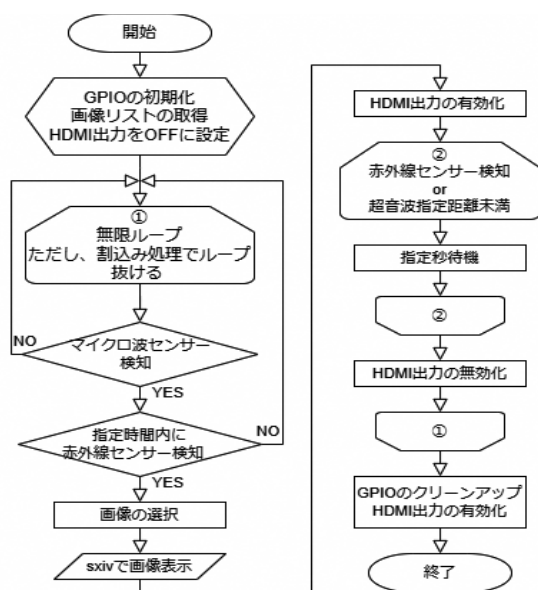 開始
GPIOの初期化
画像リストの取得
HDMI出力をOFFに設定
①
無限ループ
ただし、割込み処理でループ
抜ける
NO
マイクロ波センサー
検知
YES
指定時間内に
赤外線センサー検知
NO
YES
画像の選択
sxivで画像表示
HDMI出力の有効化
②
赤外線センサー検知
or
超音波指定距離未満
指定秒待機
②
HDMI出力の無効化
①
GPIOのクリーンアップ
HDMI出力の有効化
終了